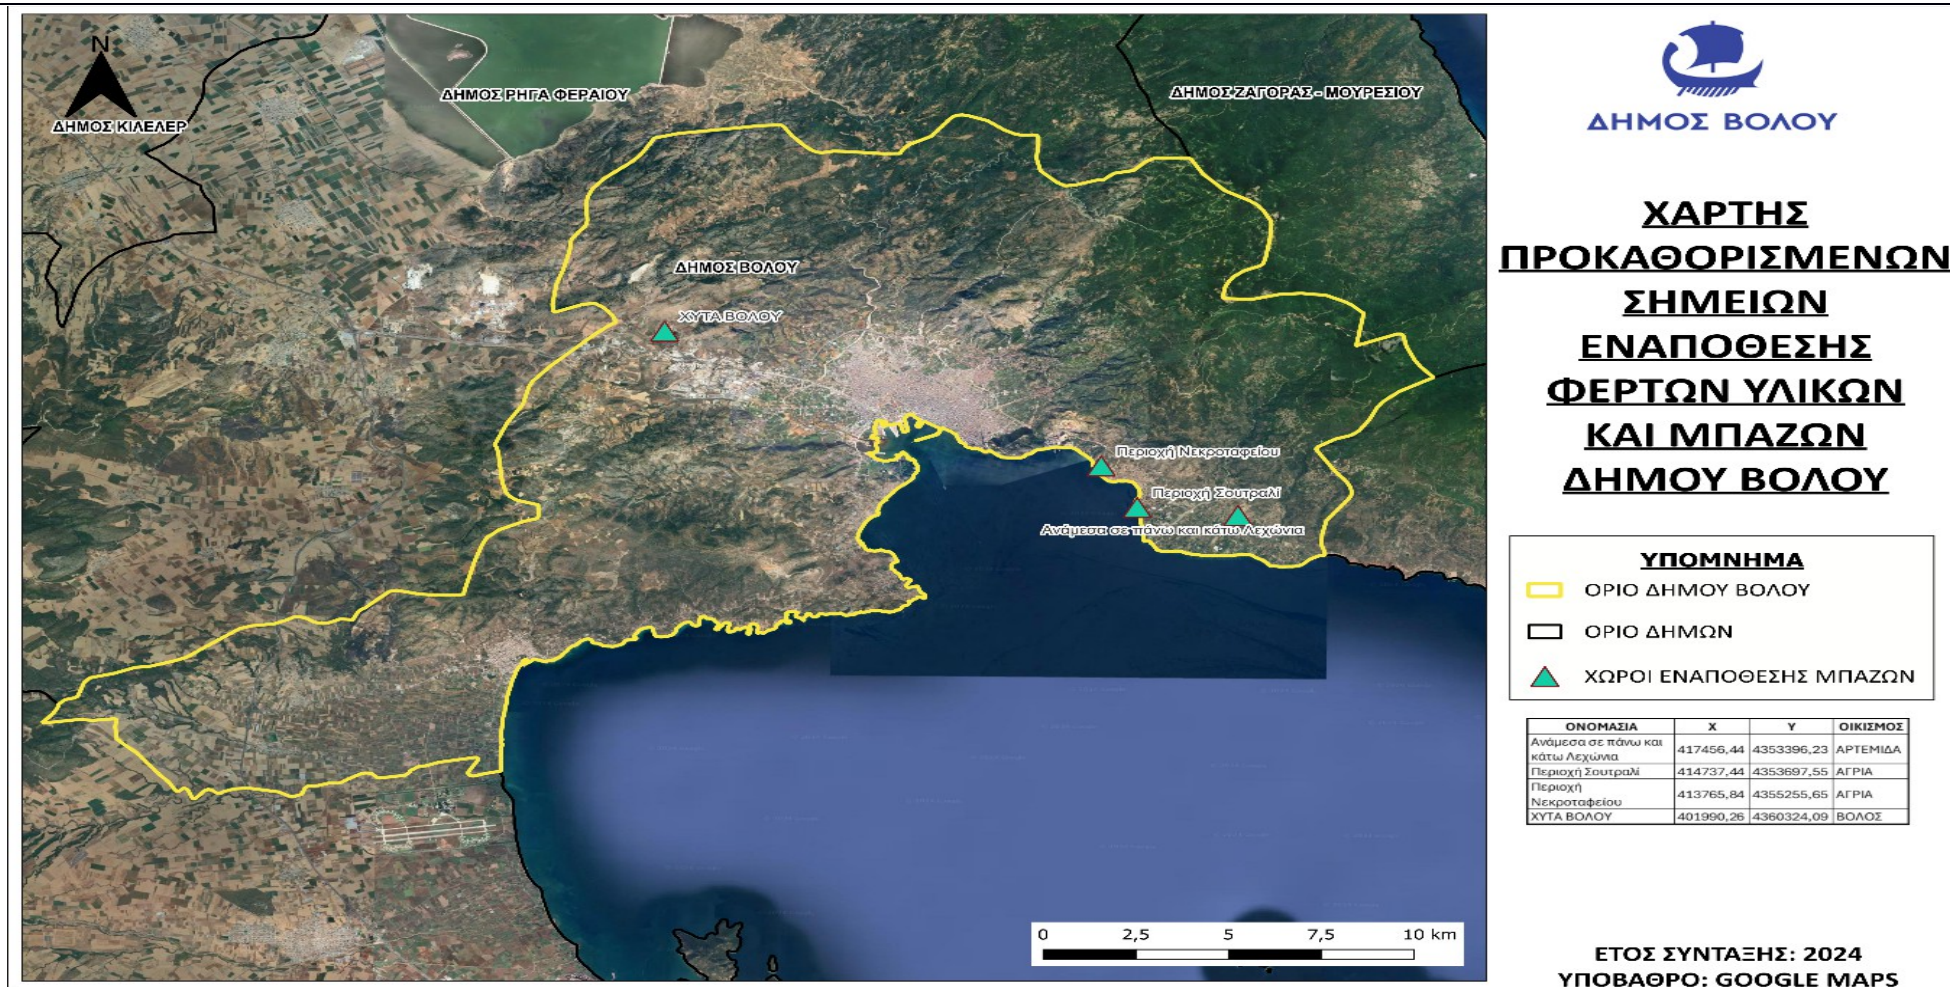 N
ΔΗΜΟΣ ΚΙΛΕΛΕΡ
ΔΗΜΟΣ ΡΗΓΑ ΦΕΡΑΙΟΥ
ΔΗΜΟΣ ΖΑΓΟΡΑΣ - ΜΟΥΡΕΣΙΟΥ
ΔΗΜΟΣ ΒΟΛΟΥ
ΧΥΤΑ ΒΟΛΟΥ
Περιοχή Νεκροταφείου
Περιοχή Σουτραλί
Ανάμεσα σε πάνω και κάτω Λεχώνια
0 2,5 5 7,5 10 km
ΔΗΜΟΣ ΒΟΛΟΥ
ΧΑΡΤΗΣ
ΠΡΟΚΑΘΟΡΙΣΜΕΝΩΝ
ΣΗΜΕΙΩΝ
ΕΝΑΠΟΘΕΣΗΣ
ΦΕΡΤΩΝ ΥΛΙΚΩΝ
ΚΑΙ ΜΠΑΖΩΝ
ΔΗΜΟΥ ΒΟΛΟΥ
ΥΠΟΜΝΗΜΑ
ΟΡΙΟ ΔΗΜΟΥ ΒΟΛΟΥ
ΟΡΙΟ ΔΗΜΩΝ
ΧΩΡΟΙ ΕΝΑΠΟΘΕΣΗΣ ΜΠΑΖΩΝ
ΟΝΟΜΑΣΙΑ Χ Υ ΟΙΚΙΣΜΟΣ
Ανάμεσα σε πάνω και
κάτω Λεχώνια 417456,44 4353396,23 ΑΡΤΕΜΙΔΑ
Περιοχή Σουτραλί 414737,44 4353697,55 ΑΓΡΙΑ
Περιοχή
Νεκροταφείου 413765,84 4355255,65 ΑΓΡΙΑ
ΧΥΤΑ ΒΟΛΟΥ 401990,26 4360324,09 ΒΟΛΟΣ
ΕΤΟΣ ΣΥΝΤΑΞΗΣ: 2024
ΥΠΟΒΑΘΡΟ: GOOGLE MAPS